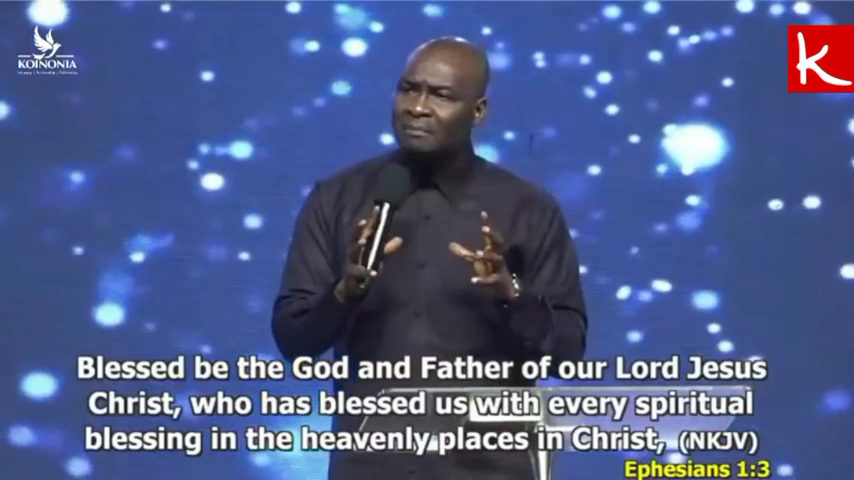 KOINONIA
K
Blessed be the God and Father of our Lord Jesus
Christ, who has blessed us with every spiritual
blessing in the heavenly places in Christ, (NKJV)
Ephesians 1:3